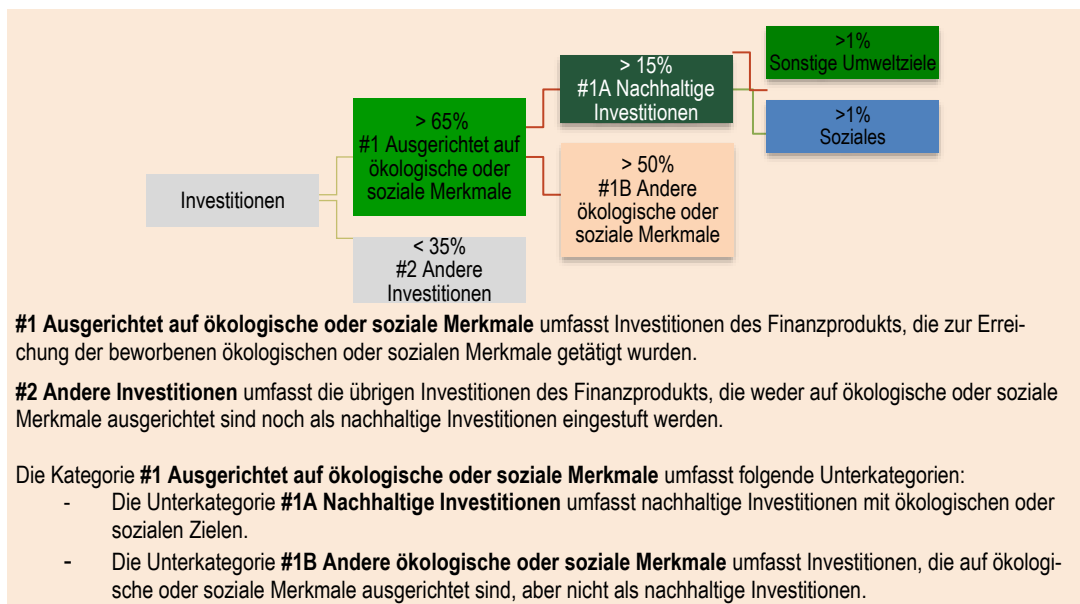 >1%
Sonstige Umweltziele
> 15%
#1A Nachhaltige
Investitionen
>1%
Soziales
> 65%
#1 Ausgerichtet auf
ökologische oder
soziale Merkmale
> 50%
#1B Andere
ökologische oder
soziale Merkmale
Investitionen
< 35%
#2 Andere
Investitionen
#1 Ausgerichtet auf ökologische oder soziale Merkmale umfasst Investitionen des Finanzprodukts, die zur Errei-
chung der beworbenen ökologischen oder sozialen Merkmale getätigt wurden.
#2 Andere Investitionen umfasst die übrigen Investitionen des Finanzprodukts, die weder auf ökologische oder soziale
Merkmale ausgerichtet sind noch als nachhaltige Investitionen eingestuft werden.
Die Kategorie #1 Ausgerichtet auf ökologische oder soziale Merkmale umfasst folgende Unterkategorien:
- Die Unterkategorie #1A Nachhaltige Investitionen umfasst nachhaltige Investitionen mit ökologischen oder
sozialen Zielen.
- Die Unterkategorie #1B Andere ökologische oder soziale Merkmale umfasst Investitionen, die auf ökologi-
sche oder soziale Merkmale ausgerichtet sind, aber nicht als nachhaltige Investitionen.